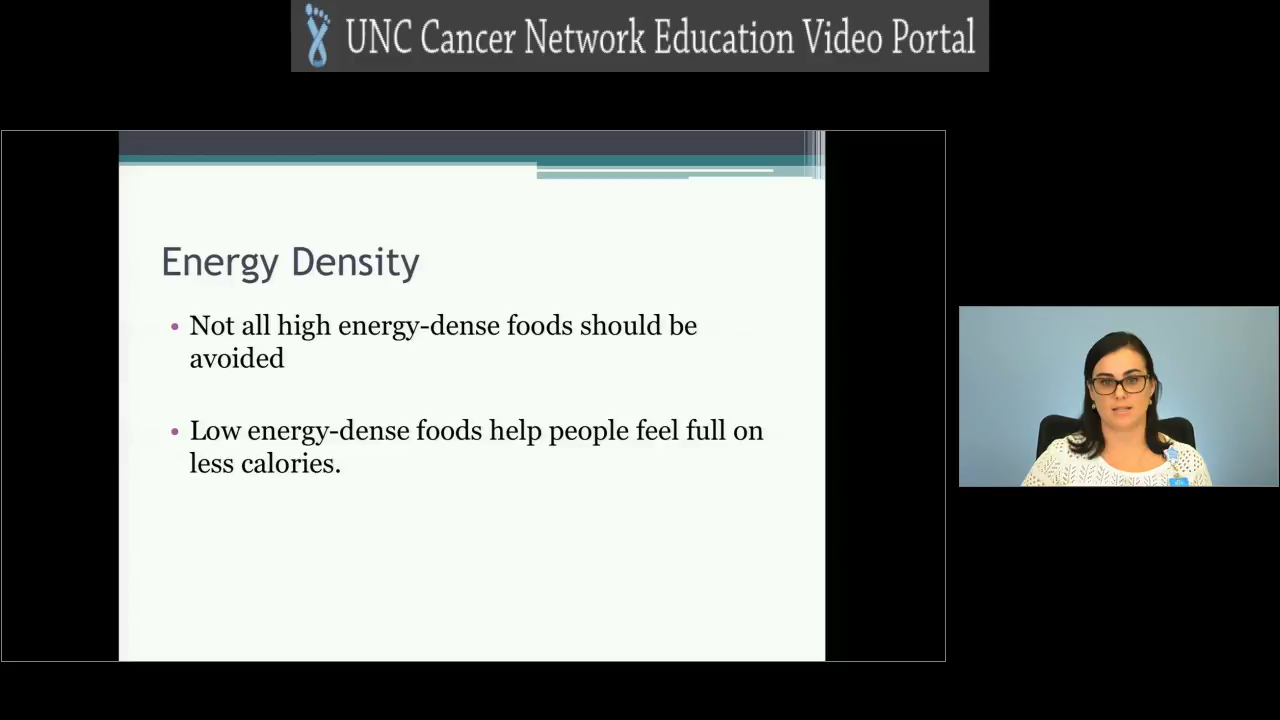 UNC Cancer Network Education Video Portal
Energy Density
• Not all high energy-dense foods should be
avoided
• Low energy-dense foods help people feel full on
less calories.